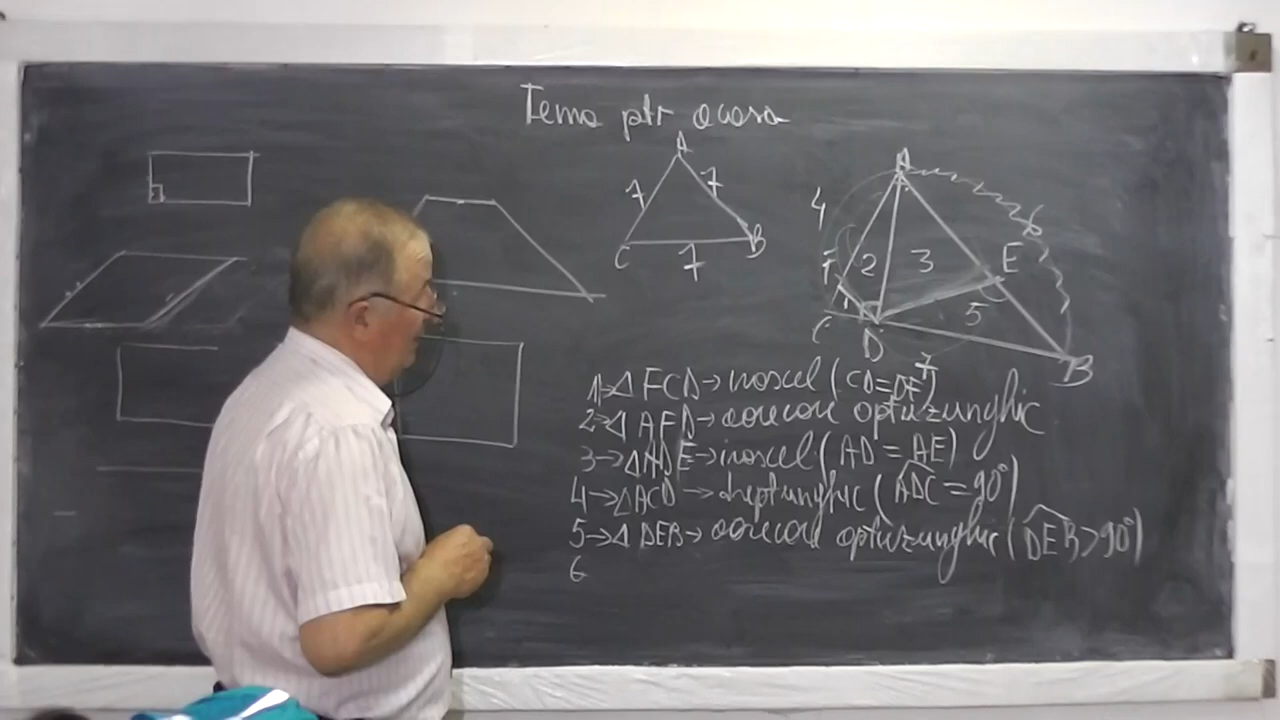 Tema ptr acasa
A
7
7
C
B
7
A
4
6
F
2
3
E
1
5
C
D
7
B
1→△ FCD→isoscel (CD=DF)
2→△ AFD→oarecare optuzunghic
3→△ADE→isoscel (AD = AE)
4→△ACD →dreptunghic (ADC = 90°)
5→△ DEB→ oarecare optuzunghic (DEB>90°)
6